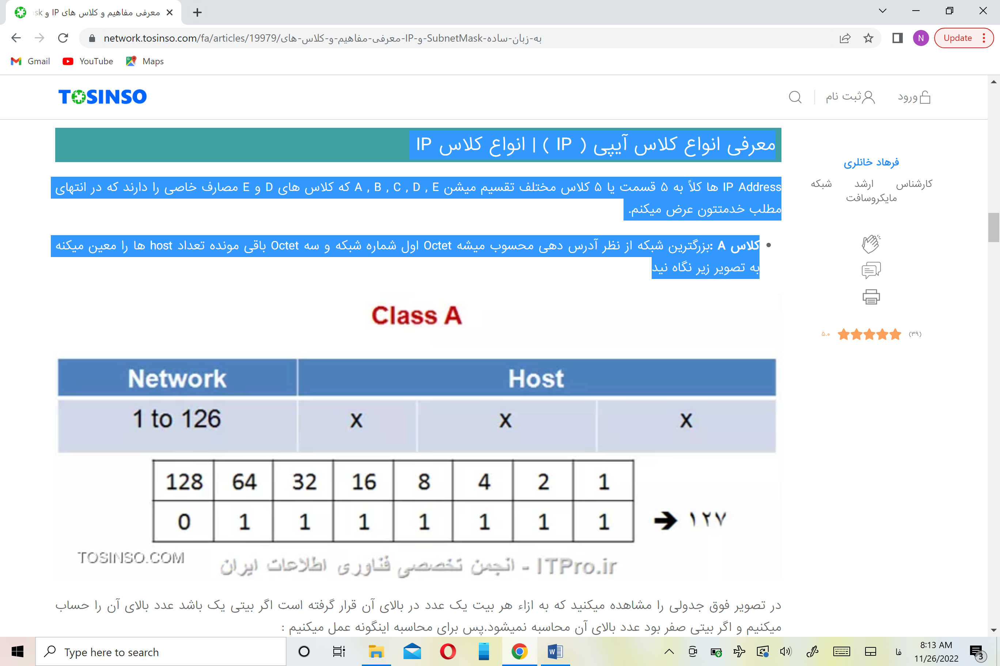 معرفی مفاهیم و کلاس های IP و sk
network.tosinso.com/fa/articles/19979/معرفی-مفاهیم-و-کلاس-های-IP-و-SubnetMask-به-زبان-ساده
N
Update
Gmail
YouTube
Maps
TOSINSO
ثبت نام
ورود
معرفی انواع کلاس آیپی ( IP ) | انواع کلاس IP
IP Address ها کلاً به ۵ قسمت یا ۵ کلاس مختلف تقسیم میشن A , B , C , D , E که کلاس های D و E مصارف خاصی را دارند که در انتهای
مطلب خدمتتون عرض میکنم.
• کلاس A :بزرگترین شبکه از نظر آدرس دهی محسوب میشه Octet اول شماره شبکه و سه Octet باقی مونده تعداد host ها را معین میکنه
به تصویر زیر نگاه نید
فرهاد خانلری
کارشناس ارشد شبکه
مایکروسافت
۵.۰ (۳۹)
Class A
Network Host
1 to 126 x x x
128 64 32 16 8 4 2 1
0 1 1 1 1 1 1 1 ➔ ۱۲۷
TOSINSO.COM
ITPro.ir - انجمن تخصصی فناوری اطلاعات ایران
در تصویر فوق جدولی را مشاهده میکنید که به ازاء هر بیت یک عدد در بالای آن قرار گرفته است اگر بیتی یک باشد عدد بالای آن را حساب
میکنیم و اگر بیتی صفر بود عدد بالای آن محاسبه نمیشود.پس برای محاسبه اینگونه عمل میکنیم :
Type here to search
W
فا
8:13 AM
11/26/2022
3